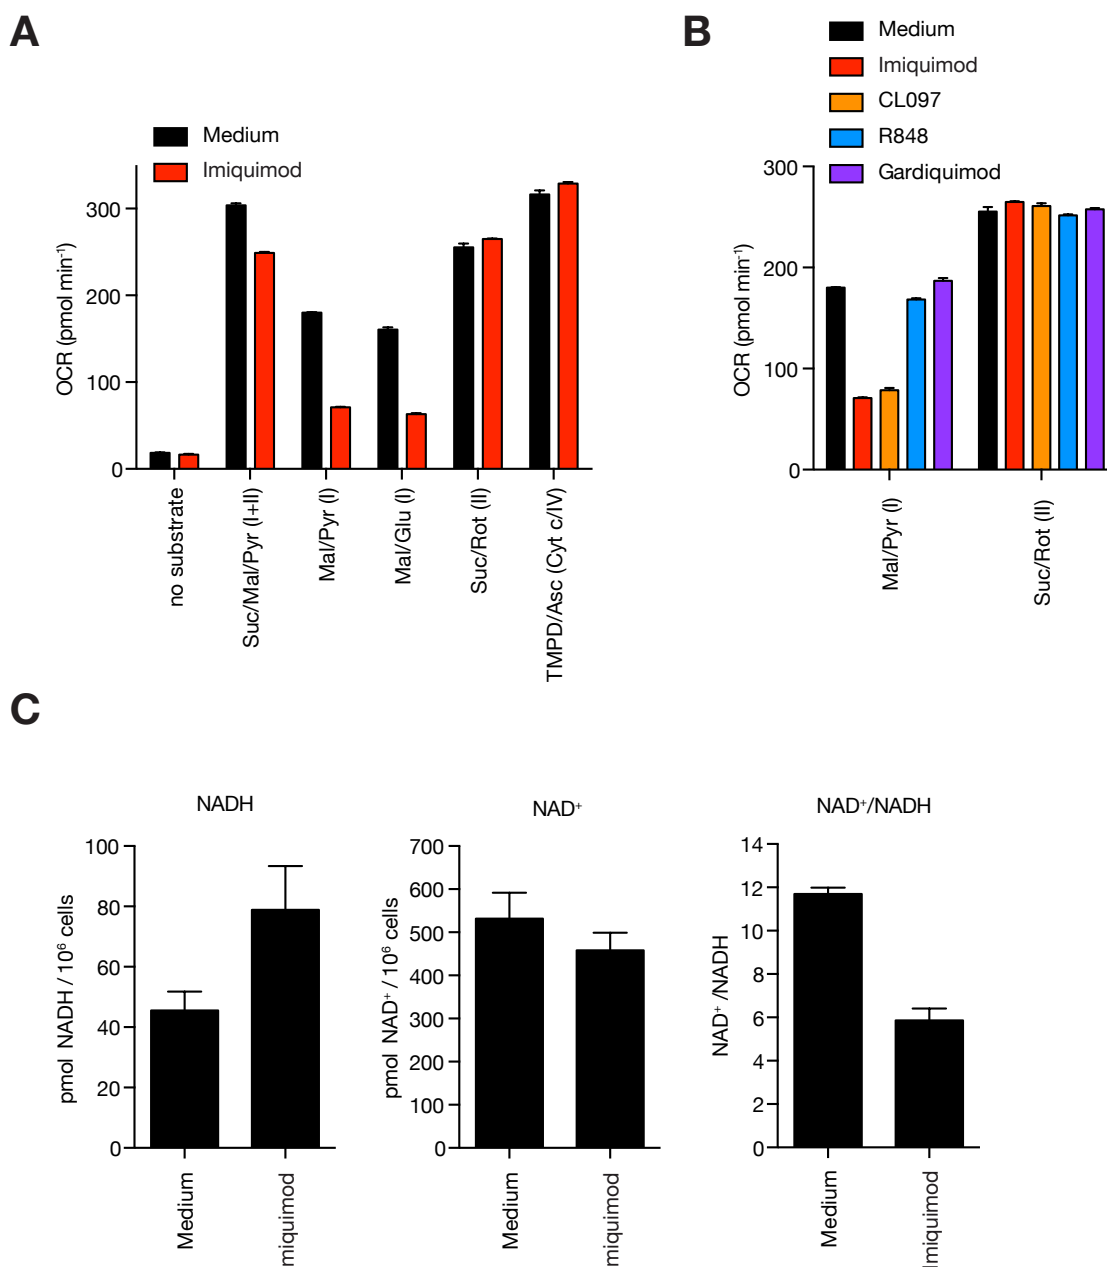 A
Medium
Imiquimod
OCR (pmol min⁻¹)
300
200
100
0
no substrate
Suc/Mal/Pyr (I+II)
Mal/Pyr (I)
Mal/Glu (I)
Suc/Rot (II)
TMPD/Asc (Cyt c/IV)
B
Medium
Imiquimod
CL097
R848
Gardiquimod
OCR (pmol min⁻¹)
300
200
100
0
Mal/Pyr (I)
Suc/Rot (II)
C
NADH
pmol NADH / 10⁶ cells
100
80
60
40
20
0
Medium
miquimod
NAD⁺
pmol NAD⁺ / 10⁶ cells
700
600
500
400
300
200
100
0
Medium
miquimod
NAD⁺/NADH
NAD⁺ /NADH
14
12
10
8
6
4
2
0
Medium
Imiquimod